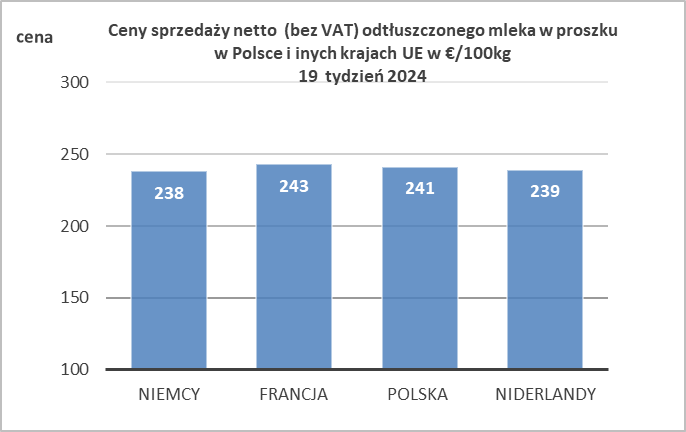 cena
Ceny sprzedaży netto  (bez VAT) odtłuszczonego mleka w proszku
w Polsce i inych krajach UE w €/100kg
19  tydzień 2024
300
250
200
150
100
238
243
241
239
NIEMCY
FRANCJA
POLSKA
NIDERLANDY